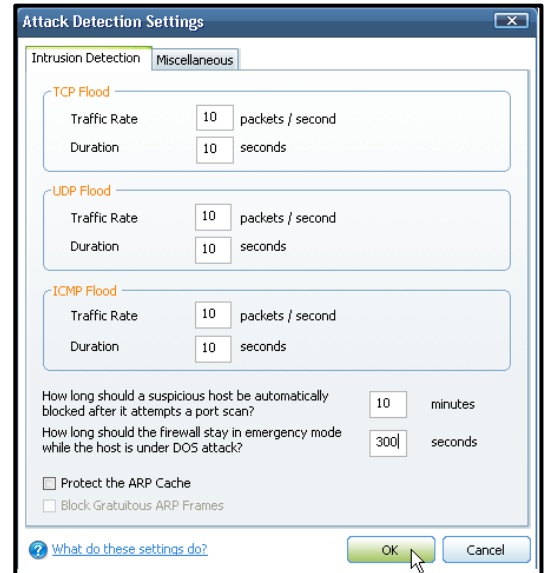 Attack Detection Settings
Intrusion Detection Miscellaneous
TCP Flood
Traffic Rate 10 packets / second
Duration 10 seconds
UDP Flood
Traffic Rate 10 packets / second
Duration 10 seconds
ICMP Flood
Traffic Rate 10 packets / second
Duration 10 seconds
How long should a suspicious host be automatically
blocked after it attempts a port scan? 10 minutes
How long should the firewall stay in emergency mode
while the host is under DOS attack? 300 seconds
Protect the ARP Cache
Block Gratuitous ARP Frames
? What do these settings do? OK Cancel